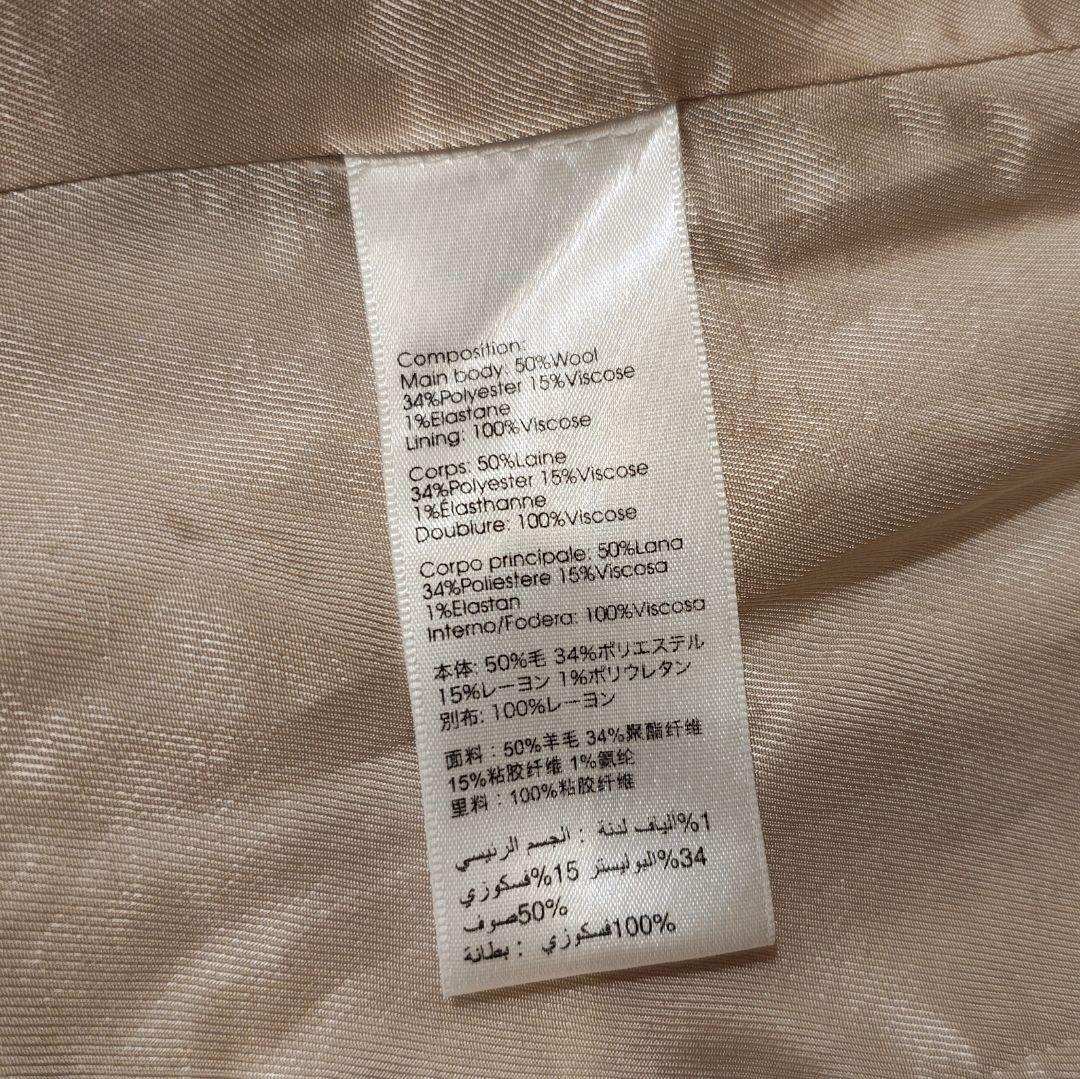 Composition:
Main body: 50%Wool
34%Polyester 15%Viscose
1%Elastane
Lining: 100%Viscose
Corps: 50%Laine
34%Polyester 15%Viscose
1%Élasthanne
Doublure: 100%Viscose
Corpo principale: 50%Lana
34%Poliestere 15%Viscosa
1%Elastan
Interno/Fodera: 100%Viscosa
本体: 50%毛 34%ポリエステル
15%レーヨン 1%ポリウレタン
別布: 100%レーヨン
面料：50%羊毛 34%聚酯纤维
15%粘胶纤维 1%氨纶
里料：100%粘胶纤维
الجسم الرئيسي : 1%الياف لدنة
34%البوليستر 15%فسكوزي
50%صوف
بطانة : 100%فسكوزي